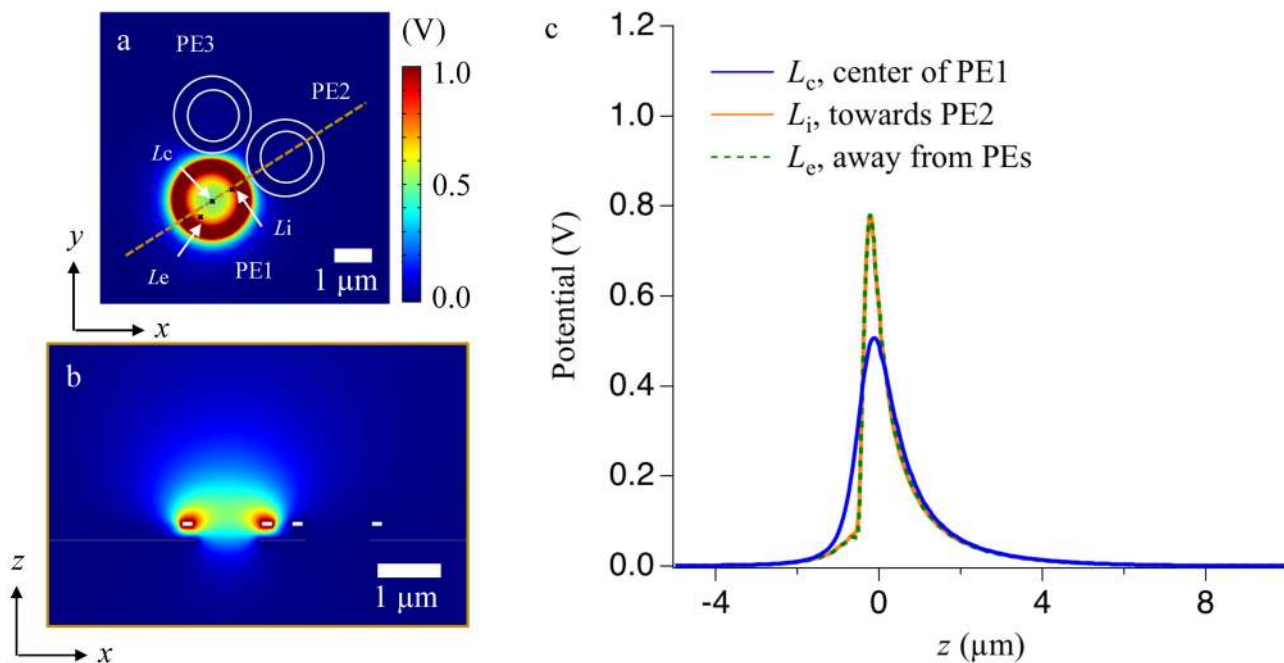 a
(V)
PE3
PE2
1.0
Lc
0.5
Li
Le
PE1
1 μm
0.0
y
x
b
1 μm
z
x
c
1.2
Lc, center of PE1
Li, towards PE2
Le, away from PEs
1.0
0.8
0.6
0.4
0.2
0.0
Potential (V)
-4
0
4
8
z (μm)